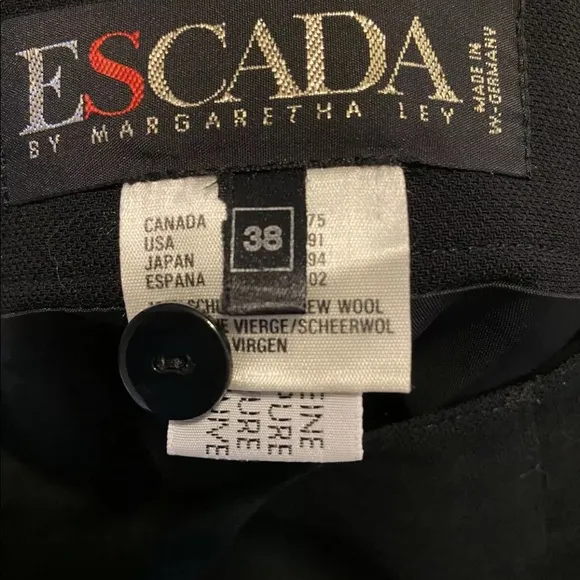 ESCADA
BY MARGARETHA LEY
MADE IN
W.-GERMANY
38
CANADA 75
USA 91
JAPAN 94
ESPANA 02
NEW WOOL
VIERGE/SCHEERWOL
VIRGEN